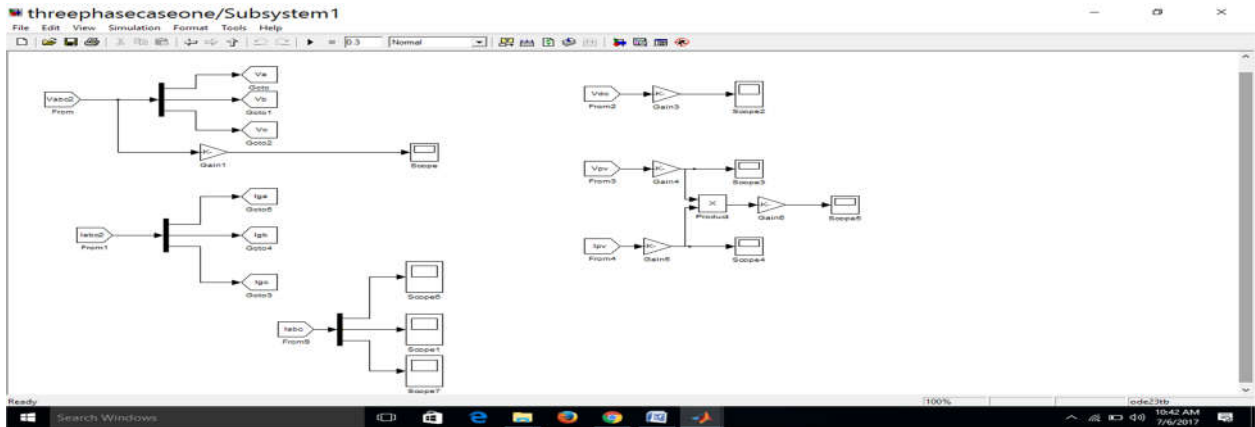 threephasecaseone/Subsystem1
File Edit View Simulation Format Tools Help
0.3 Normal
Va
Goto
Vabc2
From
Vb
Goto1
Vc
Goto2
-K-
Gain1
Scope
Iga
Goto5
Iabc2
From1
Igb
Goto4
Igc
Goto3
Scope6
Iabc
From8
Scope1
Scope7
Vdc
From2
-K-
Gain3
Scope2
Vpv
From3
-K-
Gain4
Scope3
×
Product
-K-
Gain6
Scope5
Ipv
From4
-K-
Gain5
Scope4
Ready
100%
ode23tb
Search Windows
10:42 AM
7/6/2017